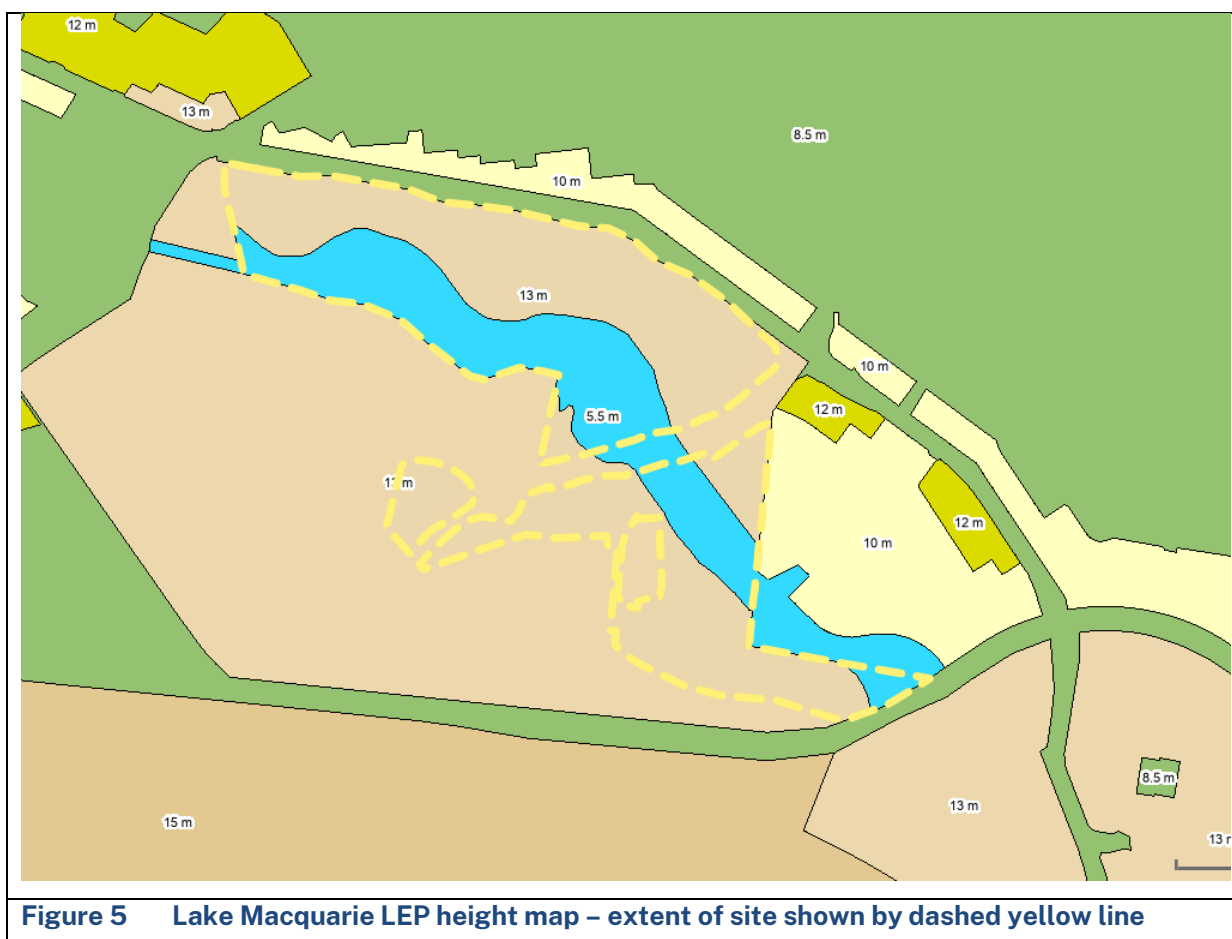 12 m
13 m
8.5 m
10 m
13 m
10 m
12 m
5.5 m
13 m
12 m
10 m
8.5 m
13 m
15 m
Figure 5 Lake Macquarie LEP height map – extent of site shown by dashed yellow line